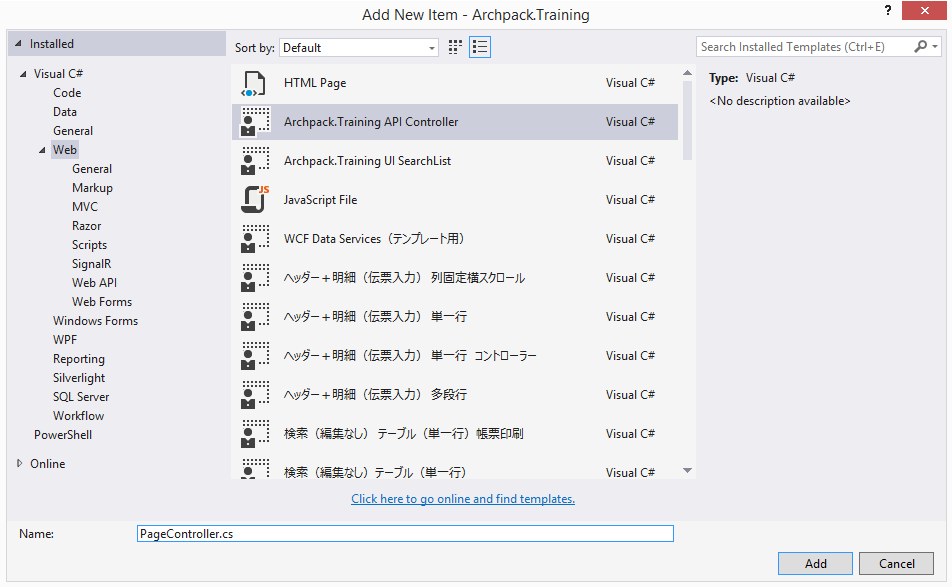 Add New Item - Archpack.Training
?
Installed
Visual C#
Code
Data
General
Web
General
Markup
MVC
Razor
Scripts
SignalR
Web API
Web Forms
Windows Forms
WPF
Reporting
Silverlight
SQL Server
Workflow
PowerShell
Online
Sort by: Default
HTML Page Visual C#
Archpack.Training API Controller Visual C#
Archpack.Training UI SearchList Visual C#
JS
JavaScript File Visual C#
WCF Data Services（テンプレート用） Visual C#
ヘッダー＋明細（伝票入力） 列固定横スクロール Visual C#
ヘッダー＋明細（伝票入力） 単一行 Visual C#
ヘッダー＋明細（伝票入力） 単一行 コントローラー Visual C#
ヘッダー＋明細（伝票入力） 多段行 Visual C#
検索（編集なし） テーブル（単一行）帳票印刷 Visual C#
検索（編集なし）テーブル（単一行） Visual C#
Click here to go online and find templates.
Search Installed Templates (Ctrl+E)
Type: Visual C#
<No description available>
Name: PageController.cs
Add Cancel